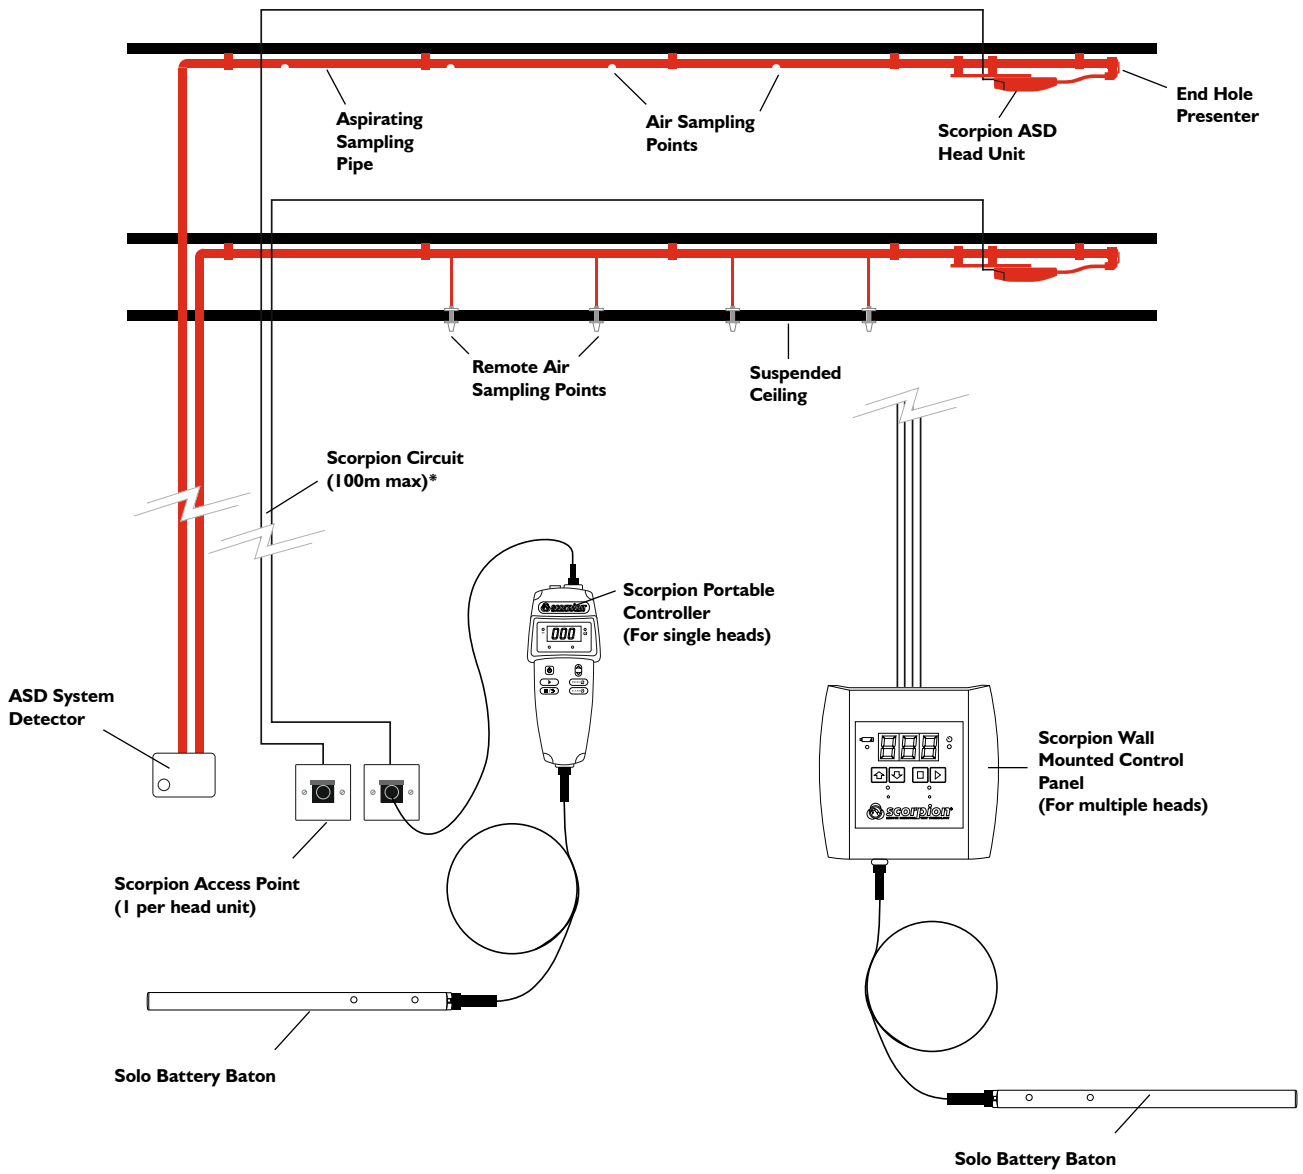 Aspirating
Sampling
Pipe
Air Sampling
Points
Scorpion ASD
Head Unit
End Hole
Presenter
Remote Air
Sampling Points
Suspended
Ceiling
Scorpion Circuit
(100m max)*
Scorpion Portable
Controller
(For single heads)
scorpion
000
ASD System
Detector
Scorpion Wall
Mounted Control
Panel
(For multiple heads)
888
scorpion
Scorpion Access Point
(1 per head unit)
Solo Battery Baton
Solo Battery Baton